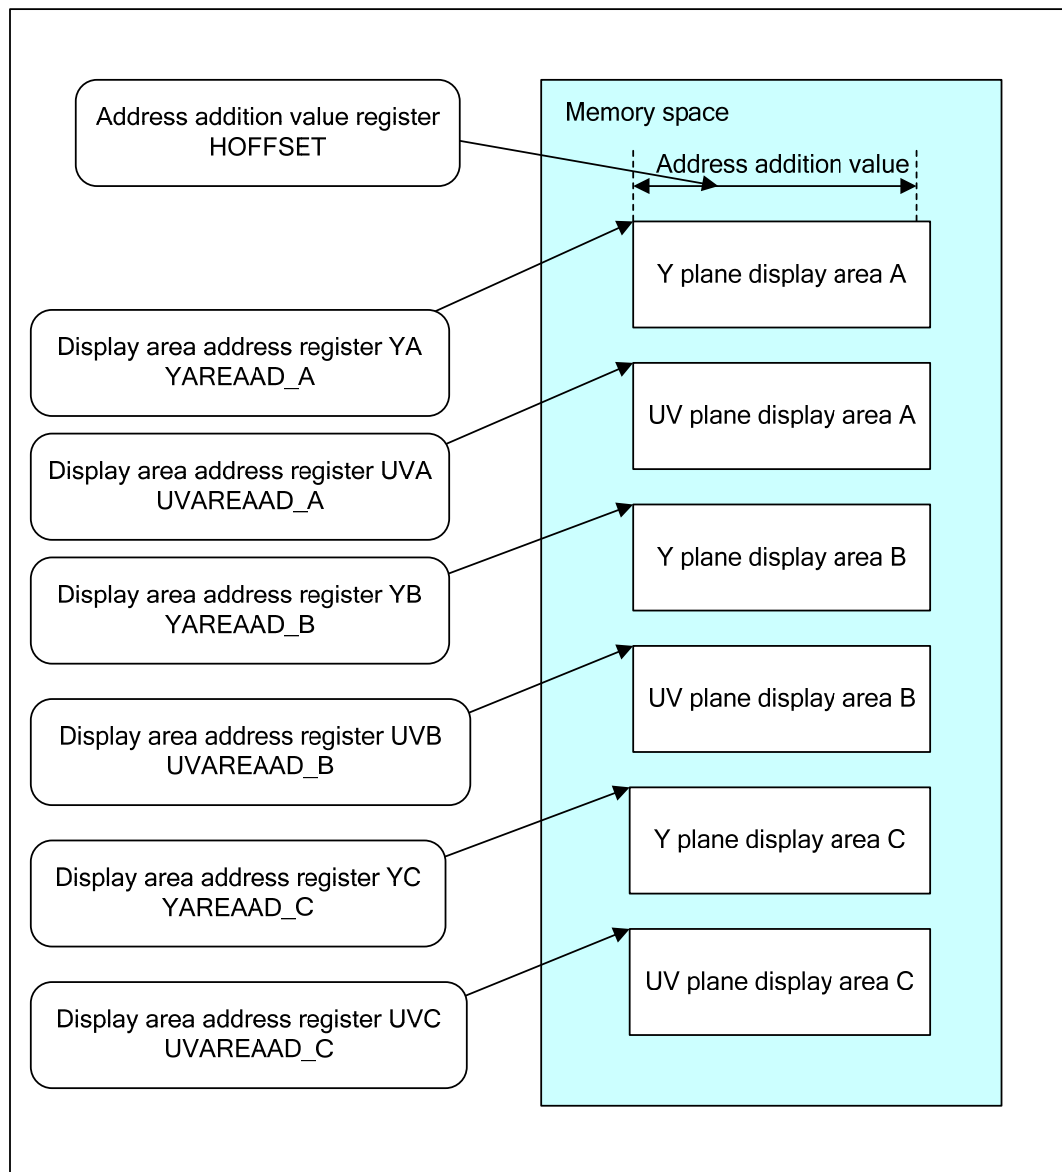 Address addition value register
HOFFSET
Memory space
Address addition value
Y plane display area A
Display area address register YA
YAREAAD_A
UV plane display area A
Display area address register UVA
UVAREAAD_A
Y plane display area B
Display area address register YB
YAREAAD_B
UV plane display area B
Display area address register UVB
UVAREAAD_B
Y plane display area C
Display area address register YC
YAREAAD_C
UV plane display area C
Display area address register UVC
UVAREAAD_C